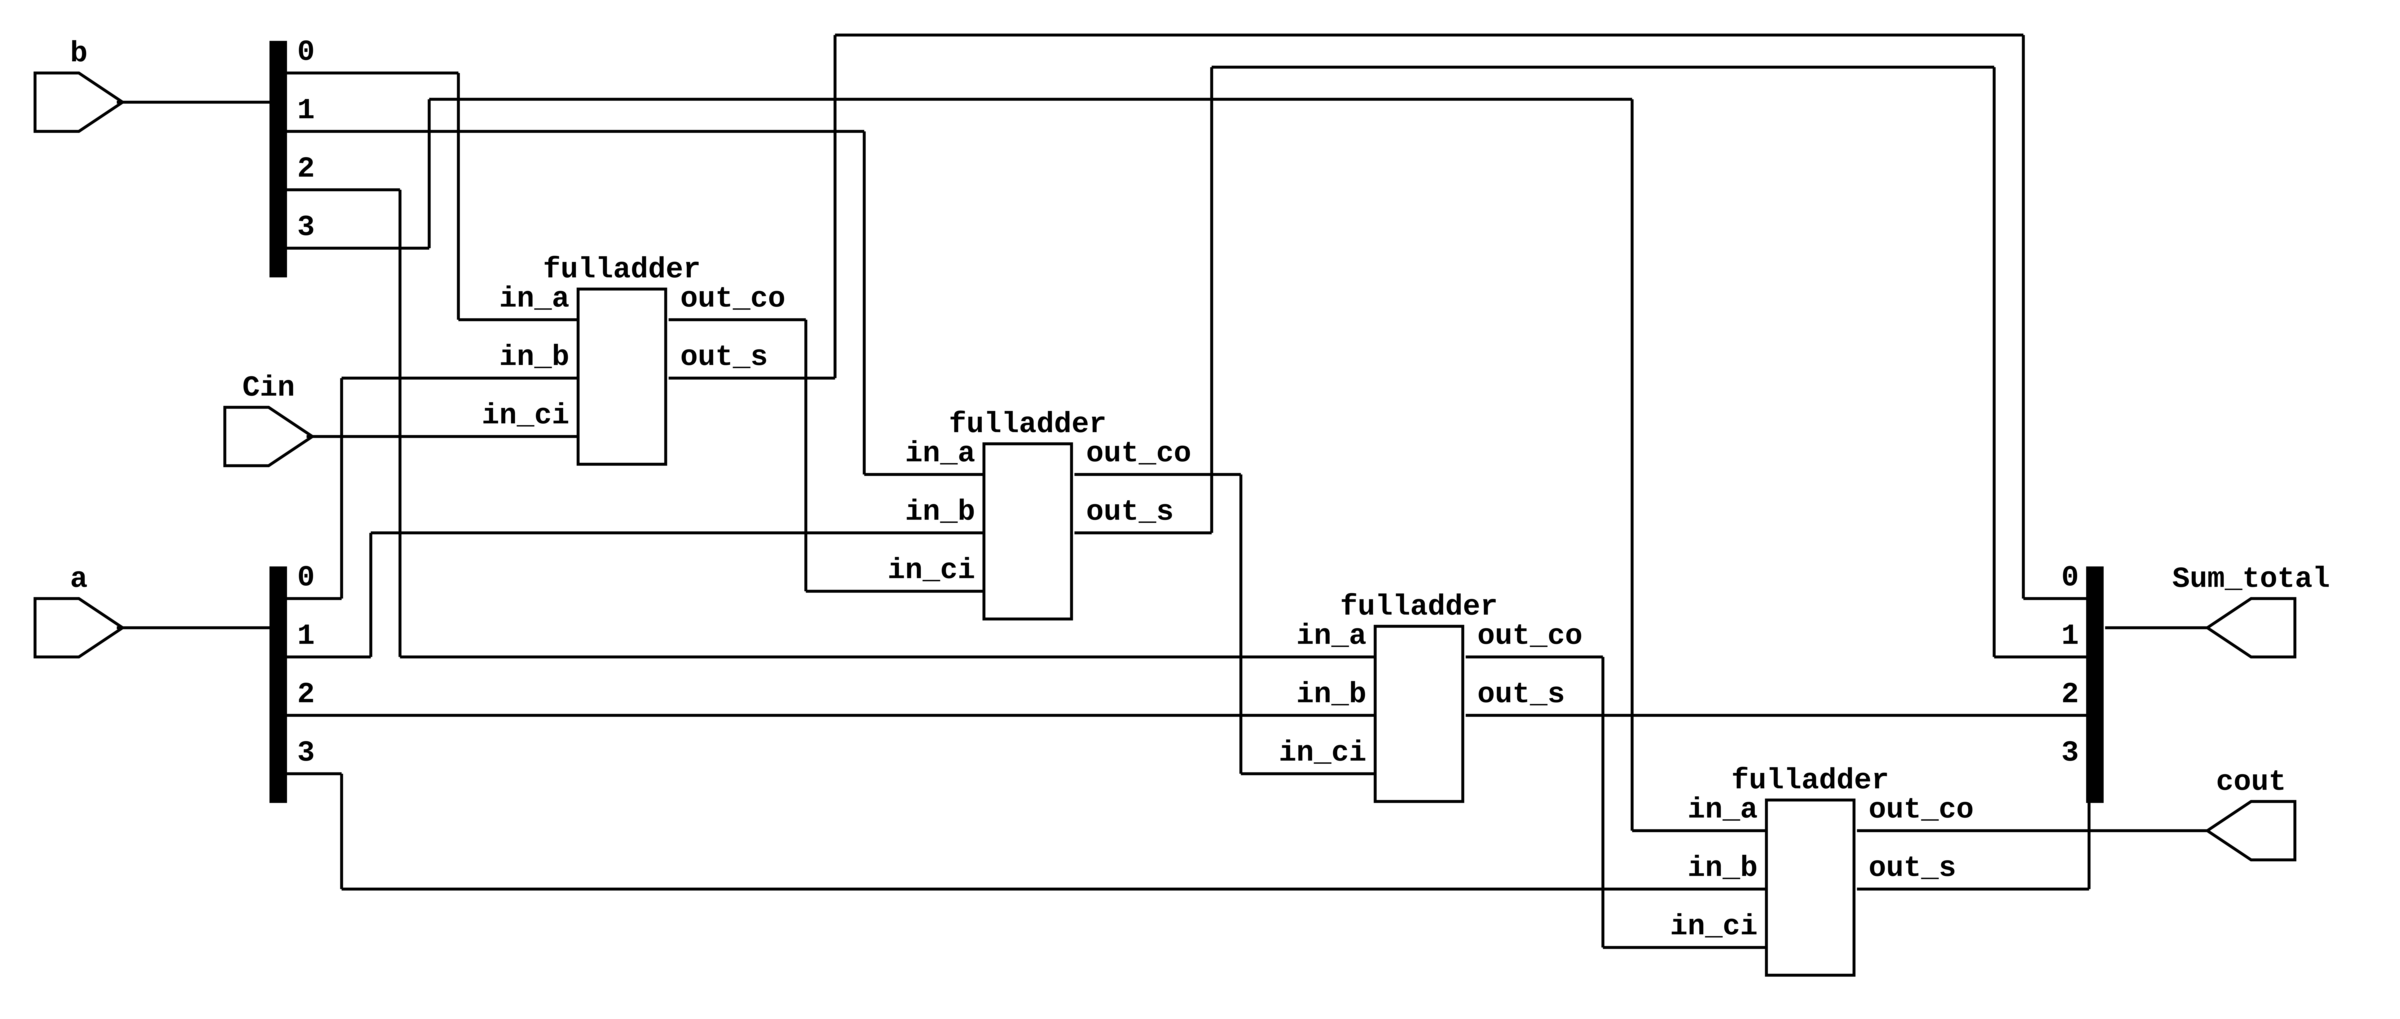 b
0
1
2
3
fulladder
in_a
out_co
in_b
out_s
Cin
in_ci
fulladder
in_a
out_co
in_b
out_s
in_ci
a
0
1
2
3
fulladder
in_a
out_co
in_b
out_s
in_ci
0
1
2
3
Sum_total
fulladder
in_a
out_co
in_b
out_s
in_ci
cout